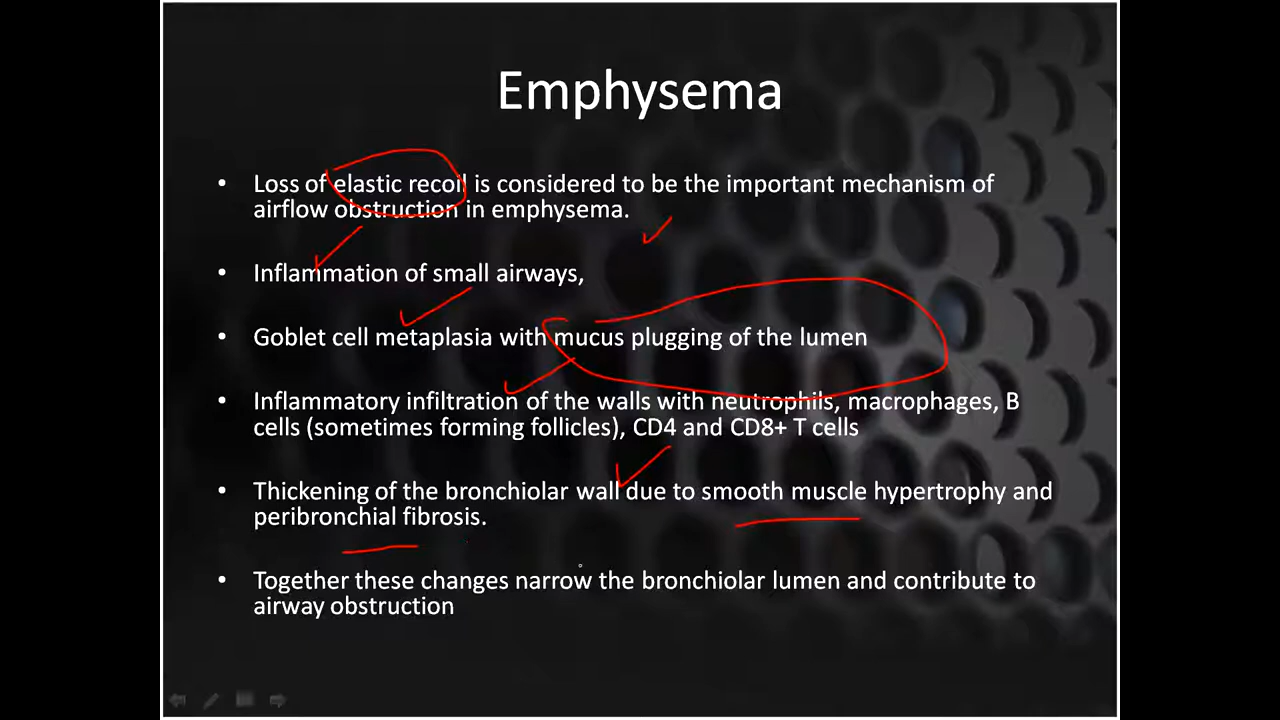 Emphysema
• Loss of elastic recoil is considered to be the important mechanism of
airflow obstruction in emphysema.
• Inflammation of small airways,
• Goblet cell metaplasia with mucus plugging of the lumen
• Inflammatory infiltration of the walls with neutrophils, macrophages, B
cells (sometimes forming follicles), CD4 and CD8+ T cells
• Thickening of the bronchiolar wall due to smooth muscle hypertrophy and
peribronchial fibrosis.
• Together these changes narrow the bronchiolar lumen and contribute to
airway obstruction